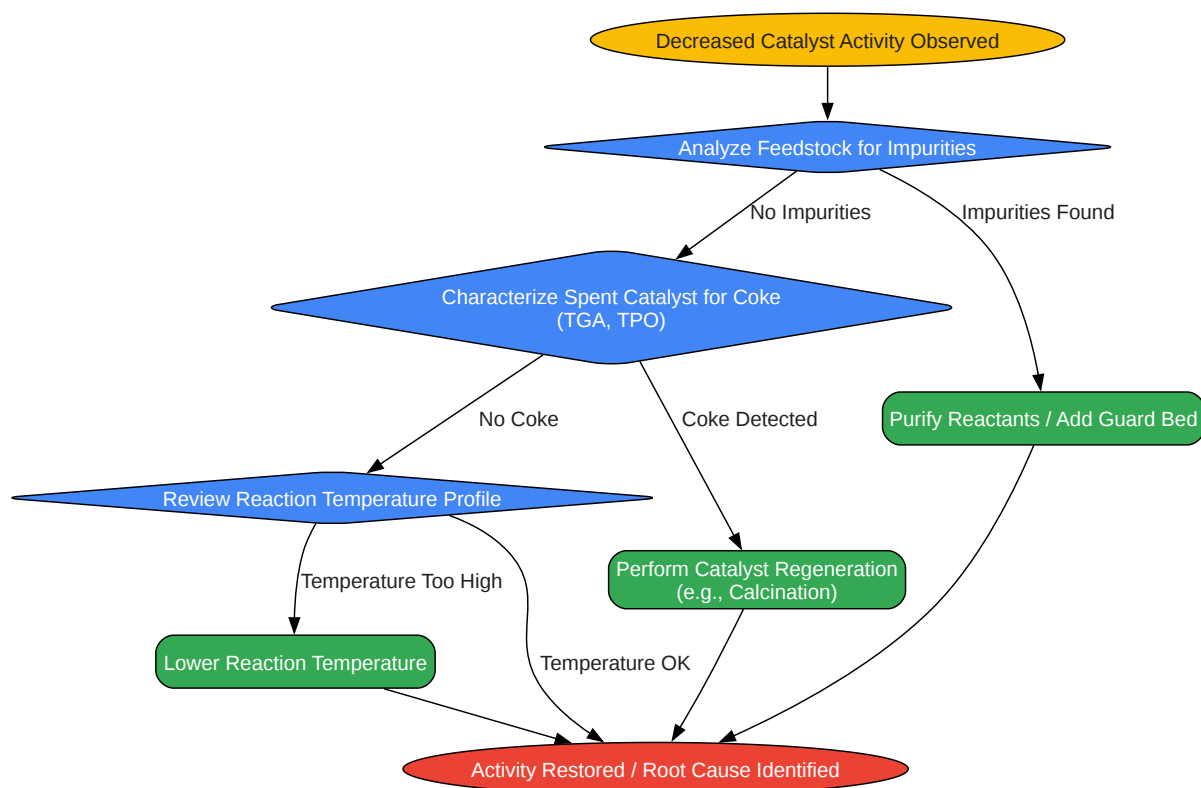 Decreased Catalyst Activity Observed
Analyze Feedstock for Impurities
No Impurities
Impurities Found
Characterize Spent Catalyst for Coke
(TGA, TPO)
No Coke
Coke Detected
Purify Reactants / Add Guard Bed
Review Reaction Temperature Profile
Temperature Too High
Perform Catalyst Regeneration
(e.g., Calcination)
Lower Reaction Temperature
Temperature OK
Activity Restored / Root Cause Identified